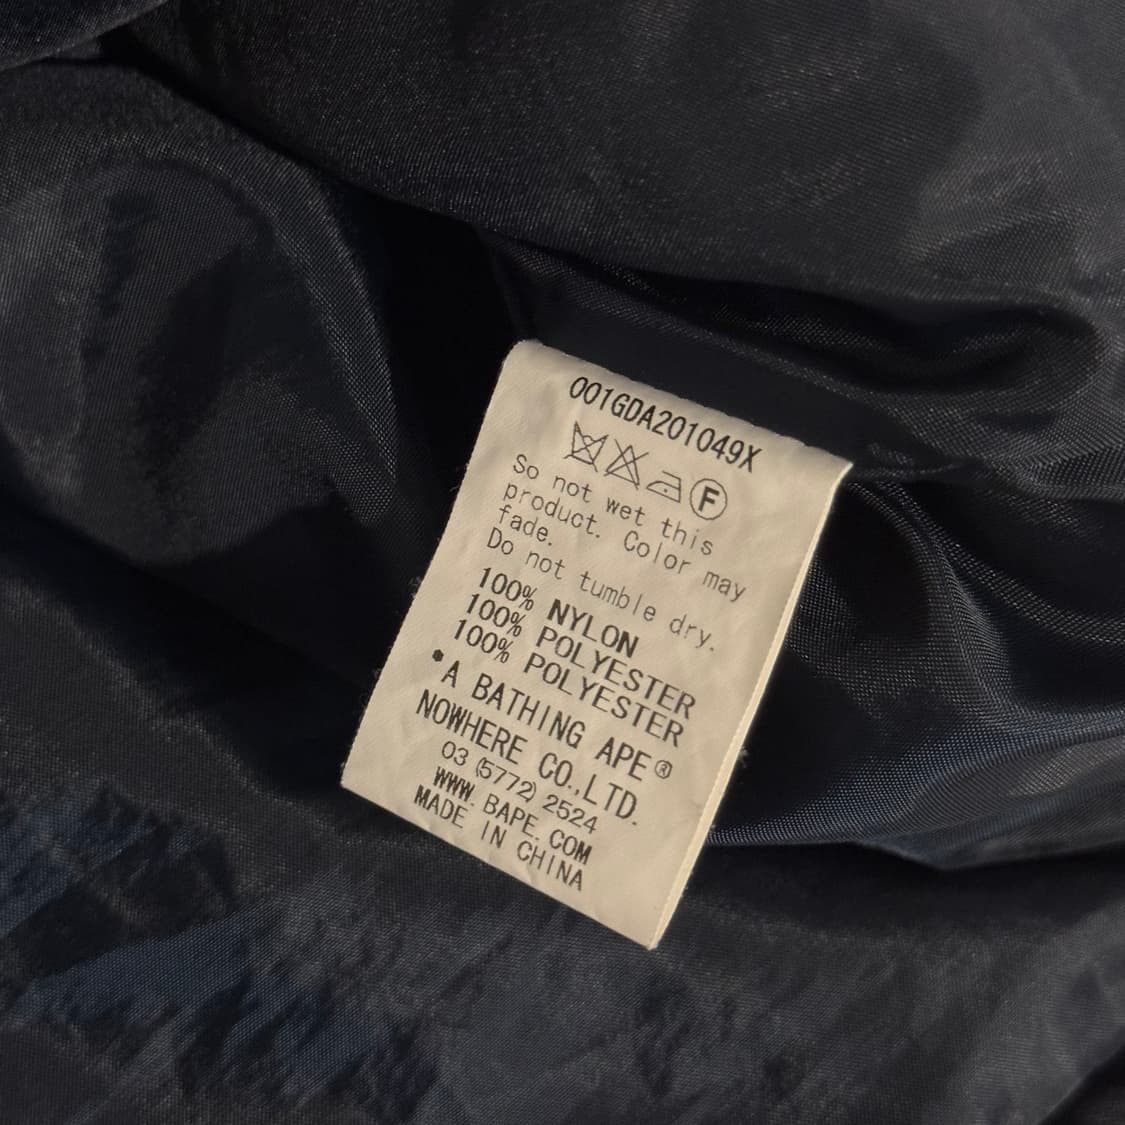 001GDA201049X
F
So not wet this
product. Color may
fade.
Do not tumble dry.
100% NYLON
100% POLYESTER
100% POLYESTER
•A BATHING APE®
NOWHERE CO.,LTD.
03 (5772) 2524
WWW. BAPE. COM
MADE IN CHINA